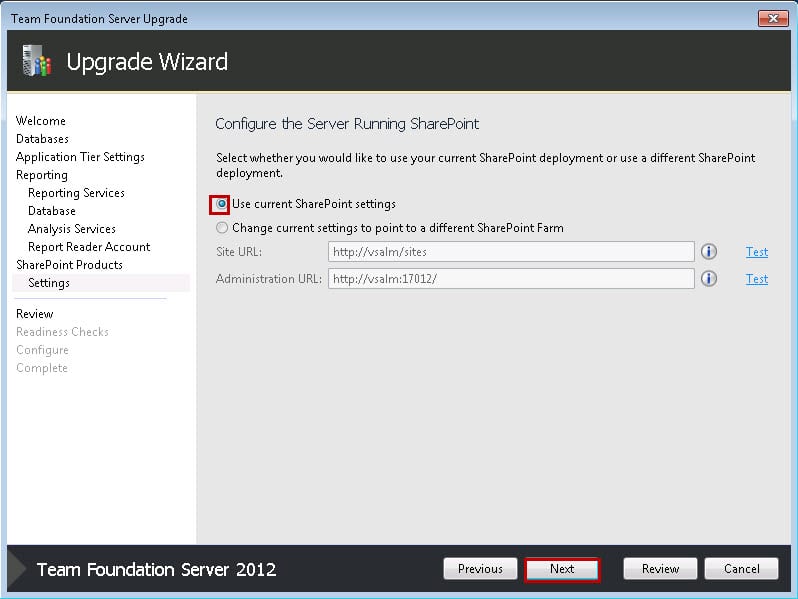 Team Foundation Server Upgrade
Upgrade Wizard
Welcome
Databases
Application Tier Settings
Reporting
Reporting Services
Database
Analysis Services
Report Reader Account
SharePoint Products
Settings
Review
Readiness Checks
Configure
Complete
Configure the Server Running SharePoint
Select whether you would like to use your current SharePoint deployment or use a different SharePoint
deployment.
Use current SharePoint settings
Change current settings to point to a different SharePoint Farm
Site URL: http://vsalm/sites Test
Administration URL: http://vsalm:17012/ Test
Team Foundation Server 2012
Previous Next Review Cancel